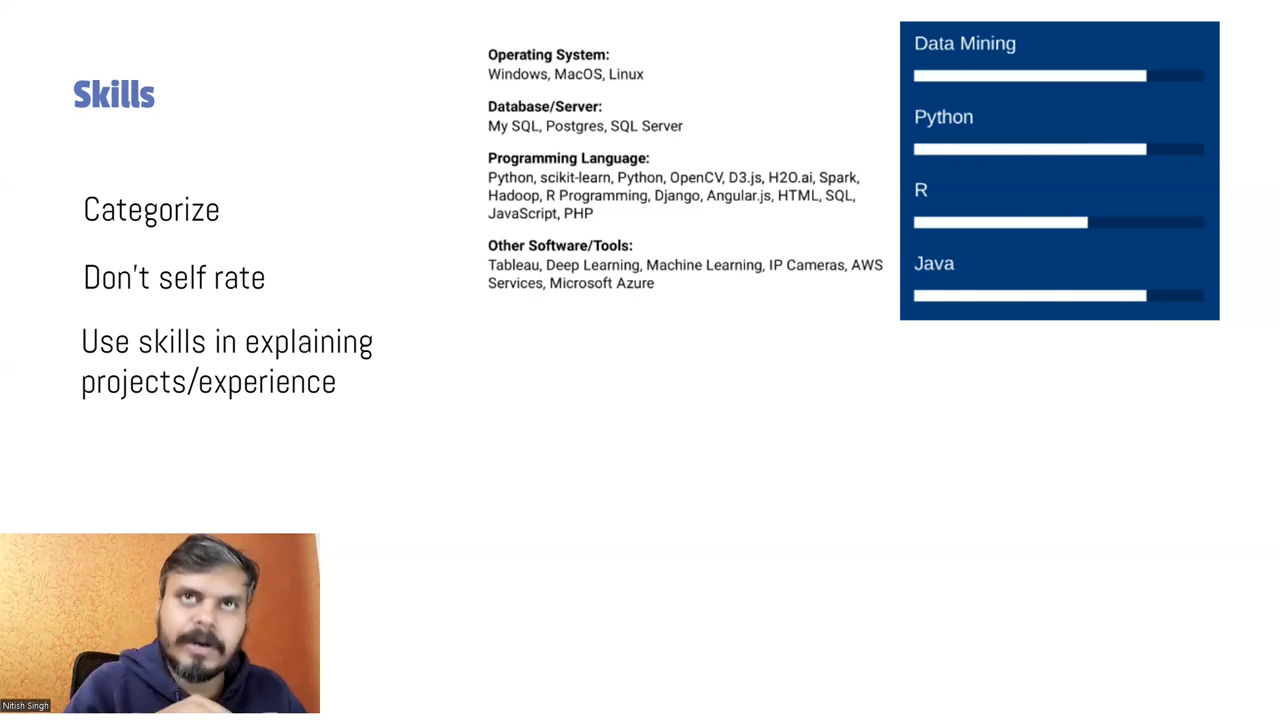 Skills
Categorize
Don't self rate
Use skills in explaining
projects/experience
Operating System:
Windows, MacOS, Linux
Database/Server:
My SQL, Postgres, SQL Server
Programming Language:
Python, scikit-learn, Python, OpenCV, D3.js, H2O.ai, Spark,
Hadoop, R Programming, Django, Angular.js, HTML, SQL,
JavaScript, PHP
Other Software/Tools:
Tableau, Deep Learning, Machine Learning, IP Cameras, AWS
Services, Microsoft Azure
Data Mining
Python
R
Java
Nitish Singh